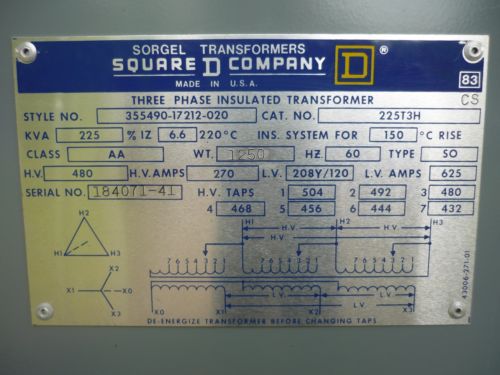 SORGEL TRANSFORMERS
SQUARE D COMPANY D ®
MADE IN U.S.A. 83
THREE PHASE INSULATED TRANSFORMER CS
STYLE NO. 355490-17212-020 CAT. NO. 225T3H
KVA 225 % IZ 6.6 220°C INS. SYSTEM FOR 150 °C RISE
CLASS AA WT. 1250 HZ. 60 TYPE SO
H.V. 480 H.V. AMPS 270 L.V. 208Y/120 L.V. AMPS 625
SERIAL NO. 184071-41 H.V. TAPS 1 504 2 492 3 480
4 468 5 456 6 444 7 432
H2 H1 H.V. H2 H.V. H3
H.V.
H1 H3
7 6 5 4 3 2 1 7 6 5 4 3 2 1 7 6 5 4 3 2 1
X2
X1 X0 L.V. L.V.
L.V.
X3 X0 X1 X2 X3
DE-ENERGIZE TRANSFORMER BEFORE CHANGING TAPS
43006-271-01